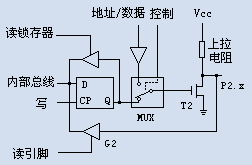 地址/数据 控制
Vcc
读锁存器
上拉
电阻
内部总线
D
P2.x
写
CP Q
T2
MUX
读引脚
G2